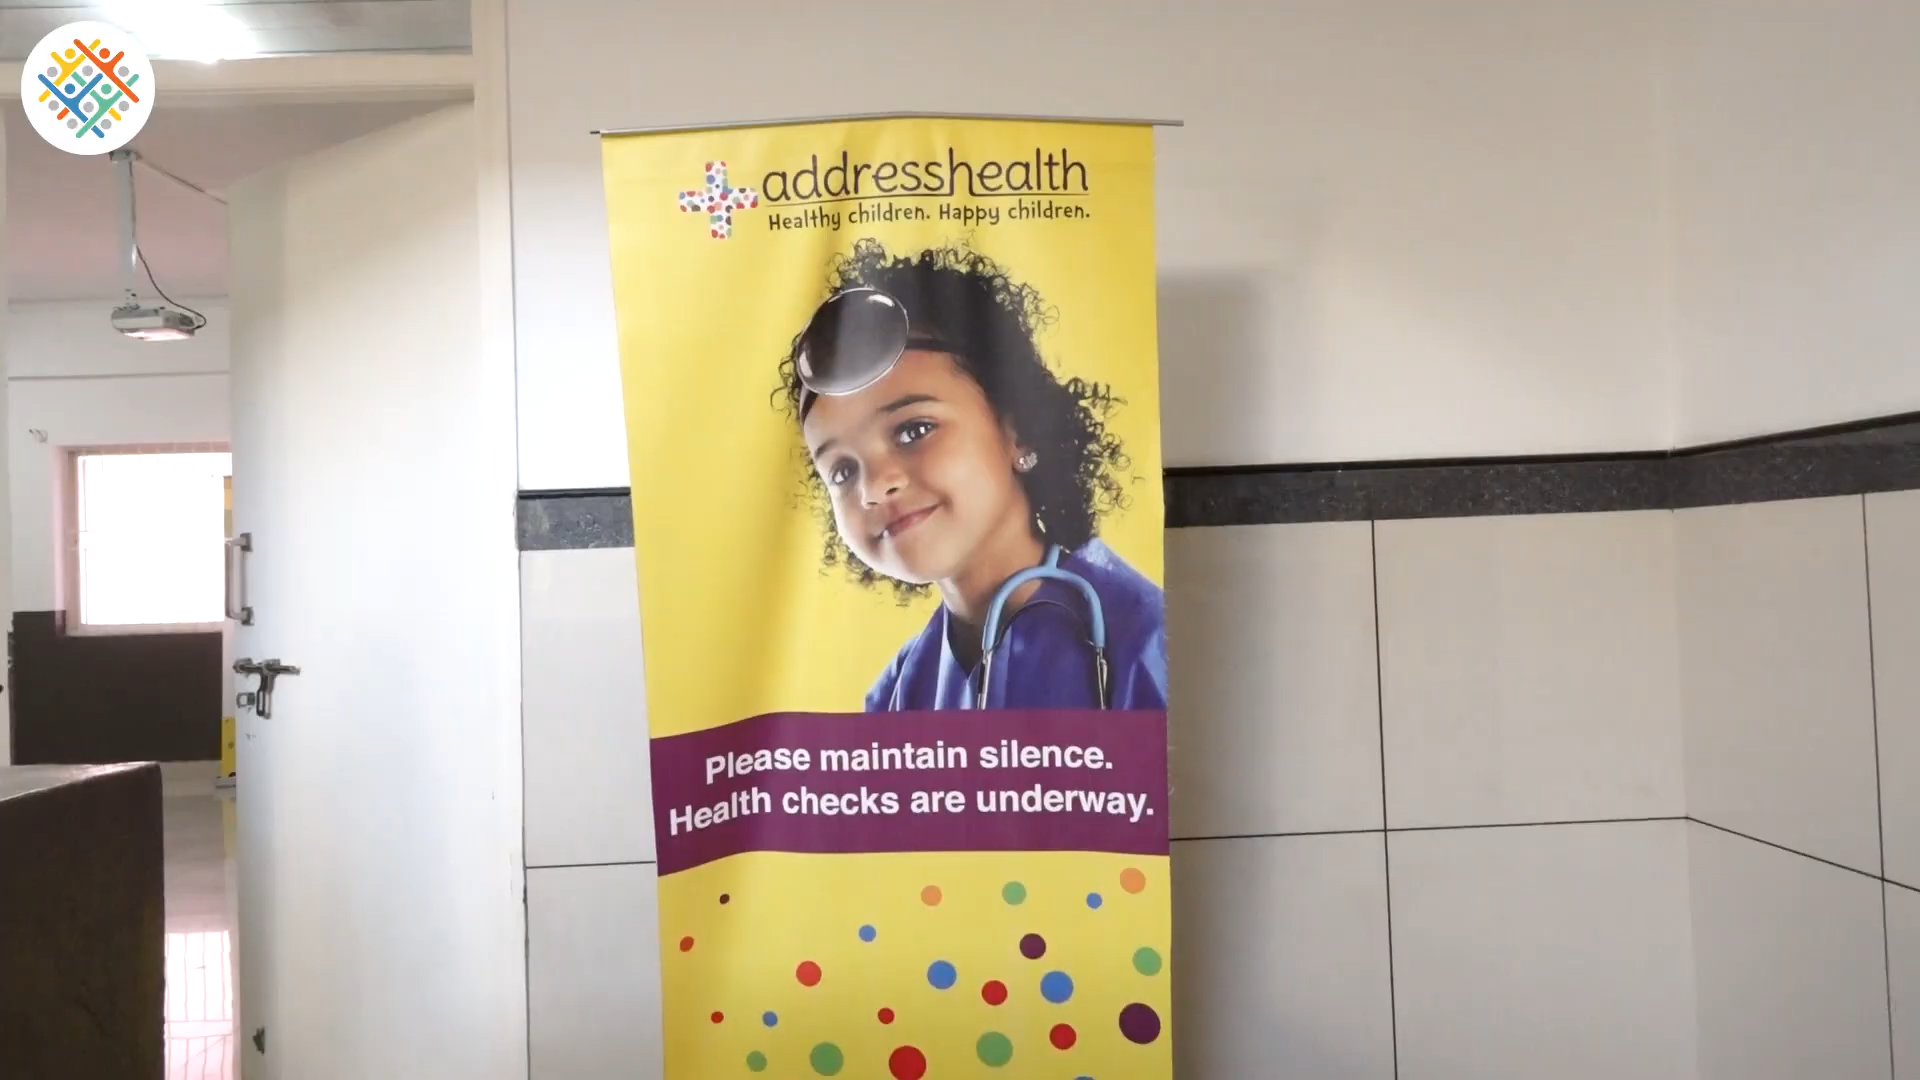 addresshealth
Healthy children. Happy children.
Please maintain silence.
Health checks are underway.